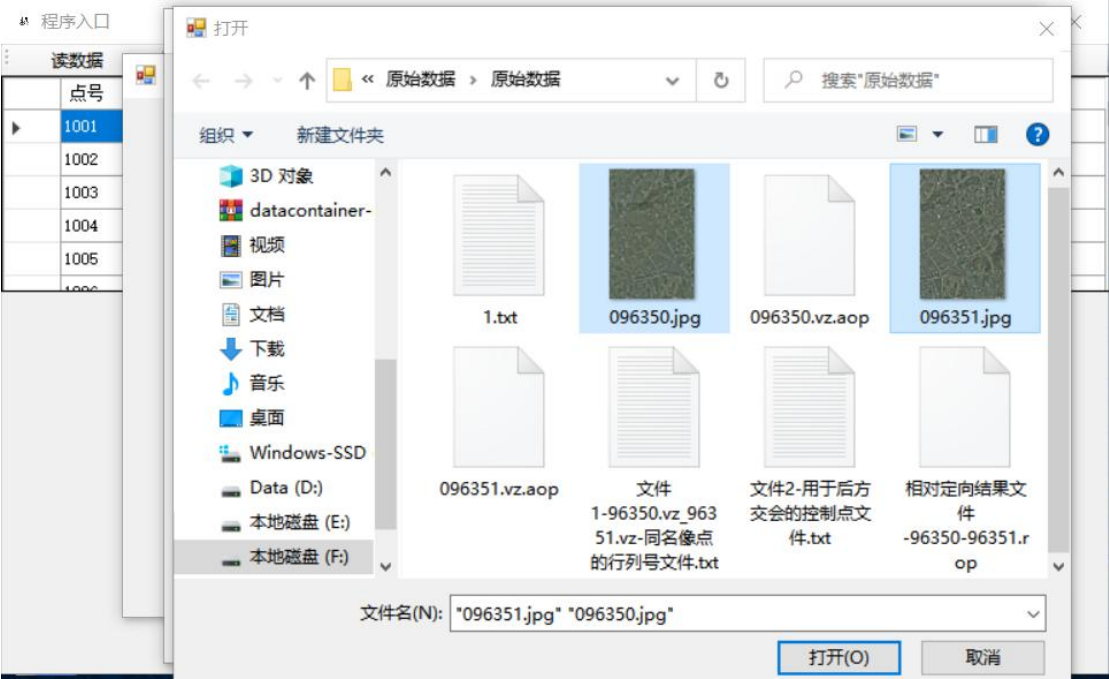 程序入口
读数据
点号
1001
1002
1003
1004
1005
打开
« 原始数据 › 原始数据
搜索"原始数据"
组织
新建文件夹
3D 对象
datacontainer-
视频
图片
文档
下载
音乐
桌面
Windows-SSD
Data (D:)
本地磁盘 (E:)
本地磁盘 (F:)
1.txt
096350.jpg
096350.vz.aop
096351.jpg
096351.vz.aop
文件
1-96350.vz_963
51.vz-同名像点
的行列号文件.txt
文件2-用于后方
交会的控制点文
件.txt
相对定向结果文
件
-96350-96351.r
op
文件名(N): "096351.jpg" "096350.jpg"
打开(O)
取消